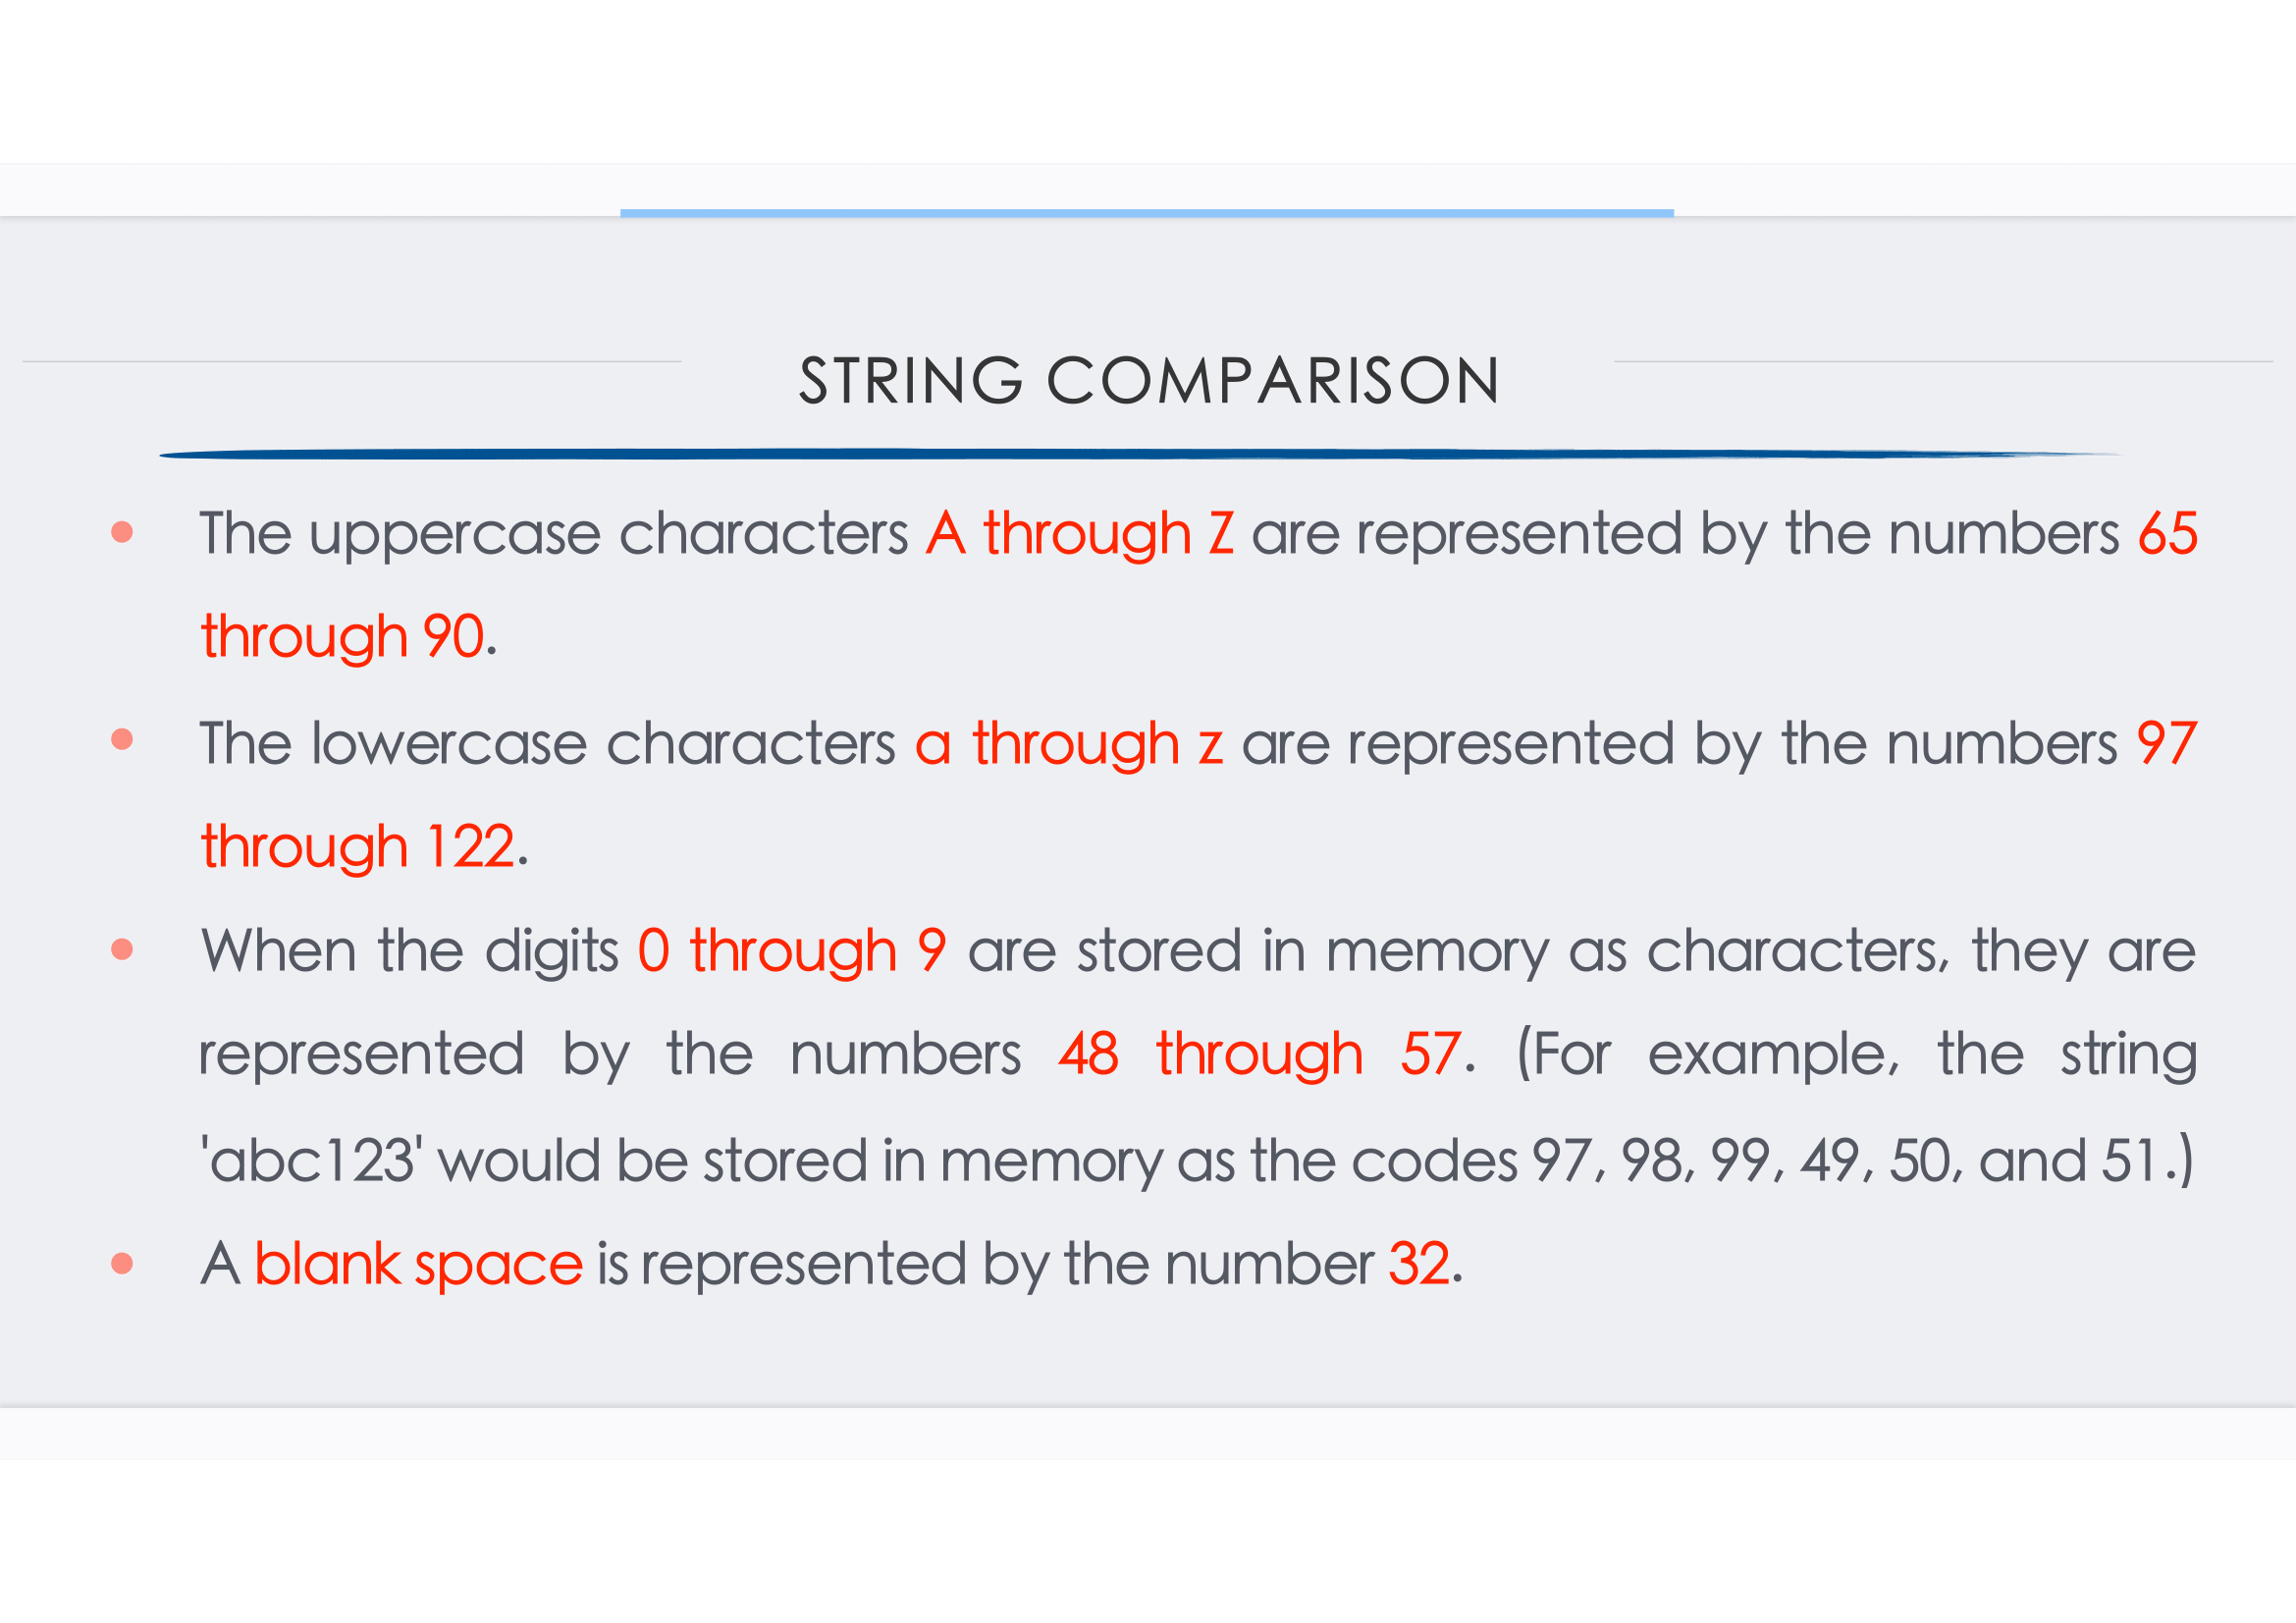 STRING COMPARISON
The uppercase characters A through Z are represented by the numbers 65
through 90.
The lowercase characters a through z are represented by the numbers 97
through 122.
When the digits 0 through 9 are stored in memory as characters, they are
represented by the numbers 48 through 57. (For example, the string
'abc123' would be stored in memory as the codes 97, 98, 99, 49, 50, and 51.)
A blank space is represented by the number 32.